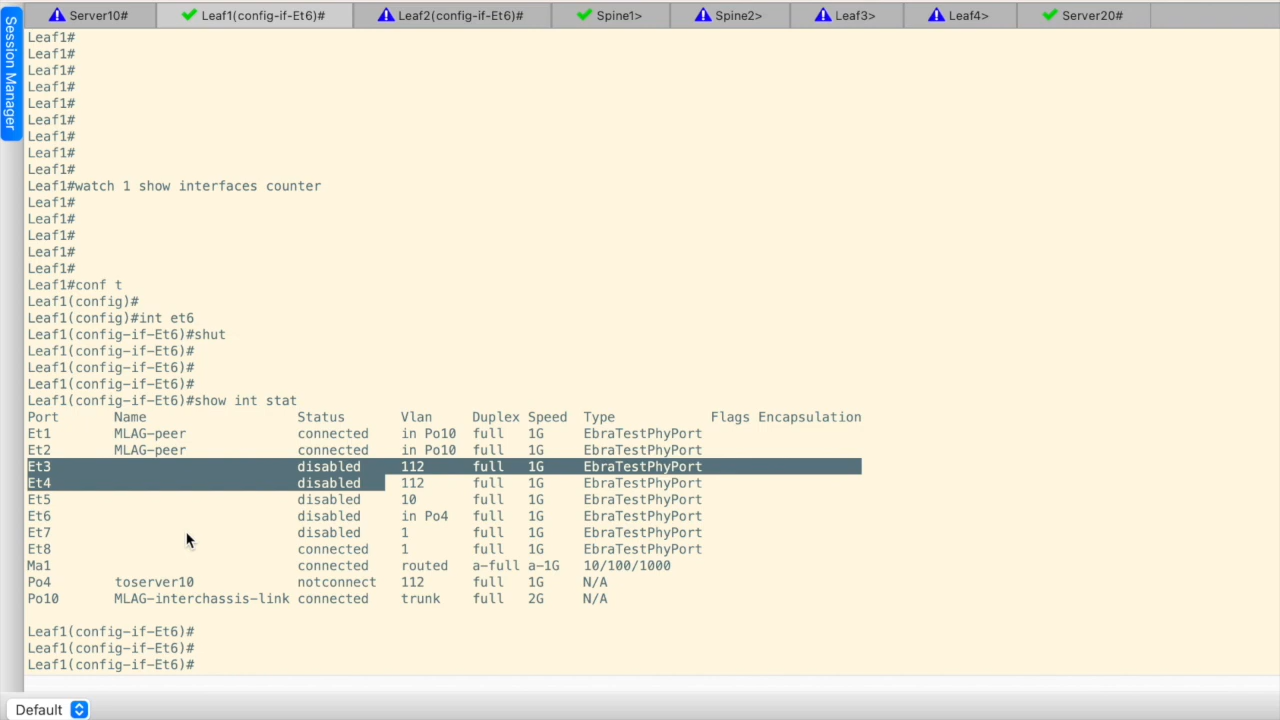 Server10# Leaf1(config-if-Et6)# Leaf2(config-if-Et6)# Spine1> Spine2> Leaf3> Leaf4> Server20#
Session Manager
Leaf1#
Leaf1#
Leaf1#
Leaf1#
Leaf1#
Leaf1#
Leaf1#
Leaf1#
Leaf1#
Leaf1#watch 1 show interfaces counter
Leaf1#
Leaf1#
Leaf1#
Leaf1#
Leaf1#
Leaf1#conf t
Leaf1(config)#
Leaf1(config)#int et6
Leaf1(config-if-Et6)#shut
Leaf1(config-if-Et6)#
Leaf1(config-if-Et6)#
Leaf1(config-if-Et6)#
Leaf1(config-if-Et6)#show int stat
Port Name Status Vlan Duplex Speed Type Flags Encapsulation
Et1 MLAG-peer connected in Po10 full 1G EbraTestPhyPort
Et2 MLAG-peer connected in Po10 full 1G EbraTestPhyPort
Et3 disabled 112 full 1G EbraTestPhyPort
Et4 disabled 112 full 1G EbraTestPhyPort
Et5 disabled 10 full 1G EbraTestPhyPort
Et6 disabled in Po4 full 1G EbraTestPhyPort
Et7 disabled 1 full 1G EbraTestPhyPort
Et8 connected 1 full 1G EbraTestPhyPort
Ma1 connected routed a-full a-1G 10/100/1000
Po4 toserver10 notconnect 112 full 1G N/A
Po10 MLAG-interchassis-link connected trunk full 2G N/A
Leaf1(config-if-Et6)#
Leaf1(config-if-Et6)#
Leaf1(config-if-Et6)#
Default